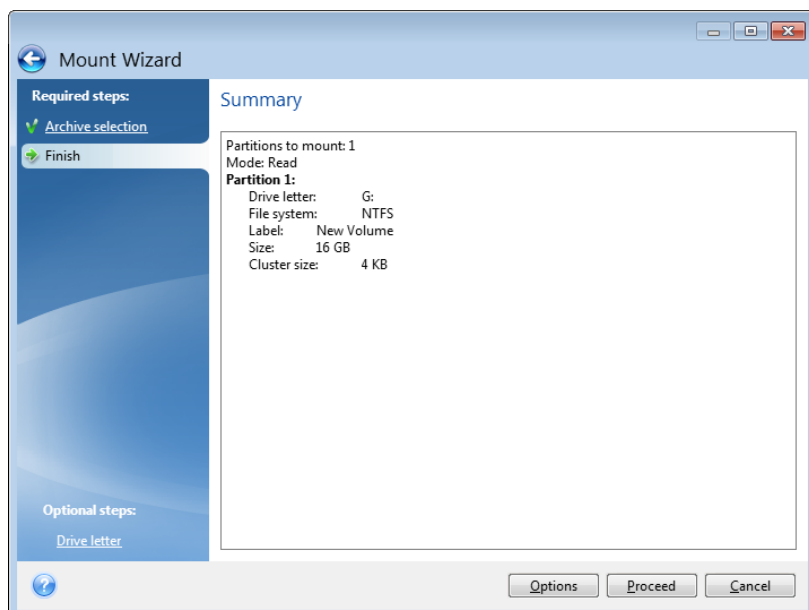 Mount Wizard
Required steps:
Archive selection
Finish
Optional steps:
Drive letter
Summary
Partitions to mount: 1
Mode: Read
Partition 1:
Drive letter: G:
File system: NTFS
Label: New Volume
Size: 16 GB
Cluster size: 4 KB
?
Options Proceed Cancel